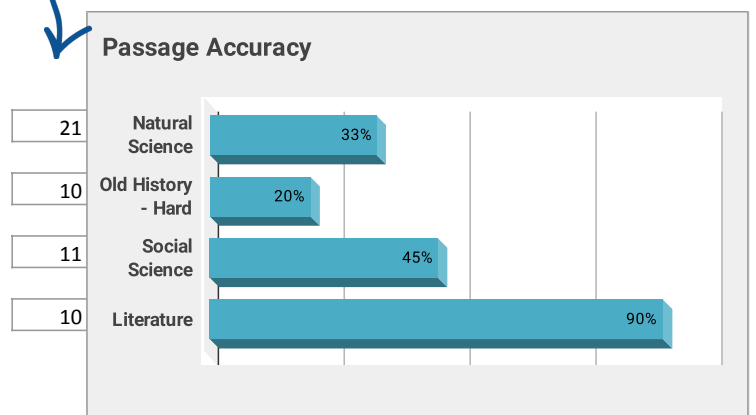 Passage Accuracy
21
Natural
Science
33%
10
Old History
- Hard
20%
11
Social
Science
45%
10
Literature
90%